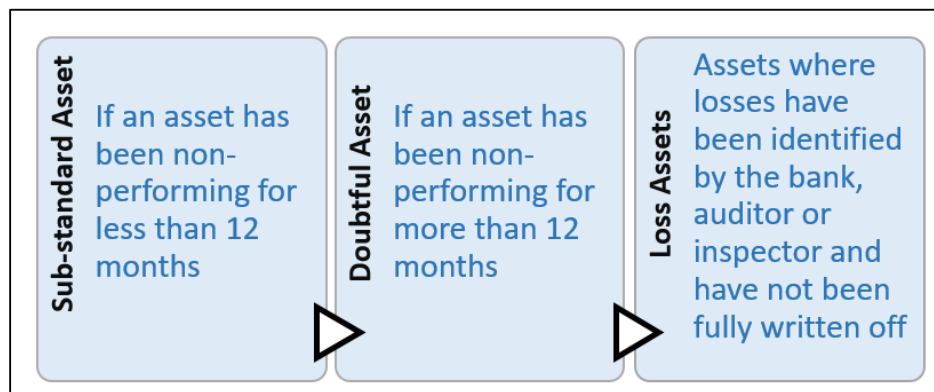 Sub-standard Asset
If an asset has
been non-
performing for
less than 12
months
Doubtful Asset
If an asset has
been non-
performing for
more than 12
months
Loss Assets
Assets where
losses have
been identified
by the bank,
auditor or
inspector and
have not been
fully written off